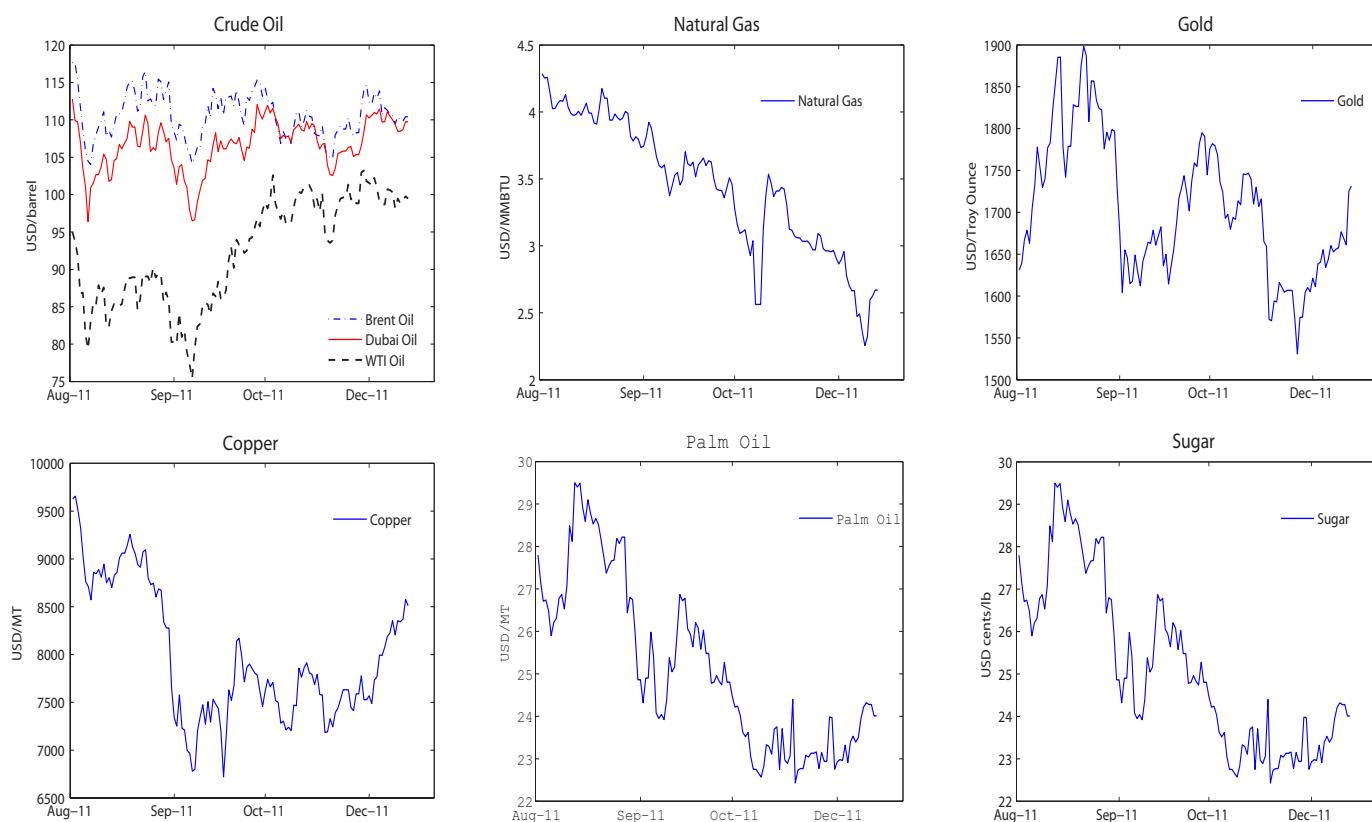 Crude Oil
120
115
110
105
100
95
90
85
80
75
USD/barrel
Brent Oil
Dubai Oil
WTI Oil
Aug–11 Sep–11 Oct–11 Dec–11
Natural Gas
4.5
4
3.5
3
2.5
2
USD/MMBTU
Natural Gas
Aug–11 Sep–11 Oct–11 Dec–11
Gold
1900
1800
1750
1700
1650
1600
1550
1500
USD/Troy Ounce
Gold
Aug–11 Sep–11 Oct–11 Dec–11
Copper
10000
9500
9000
8500
8000
7500
7000
6500
USD/MT
Copper
Aug–11 Sep–11 Oct–11 Dec–11
Palm Oil
30
29
28
27
26
25
24
23
22
USD/MT
Palm Oil
Aug–11 Sep–11 Oct–11 Dec–11
Sugar
30
29
28
27
26
25
24
23
22
USD cents/lb
Sugar
Aug–11 Sep–11 Oct–11 Dec–11